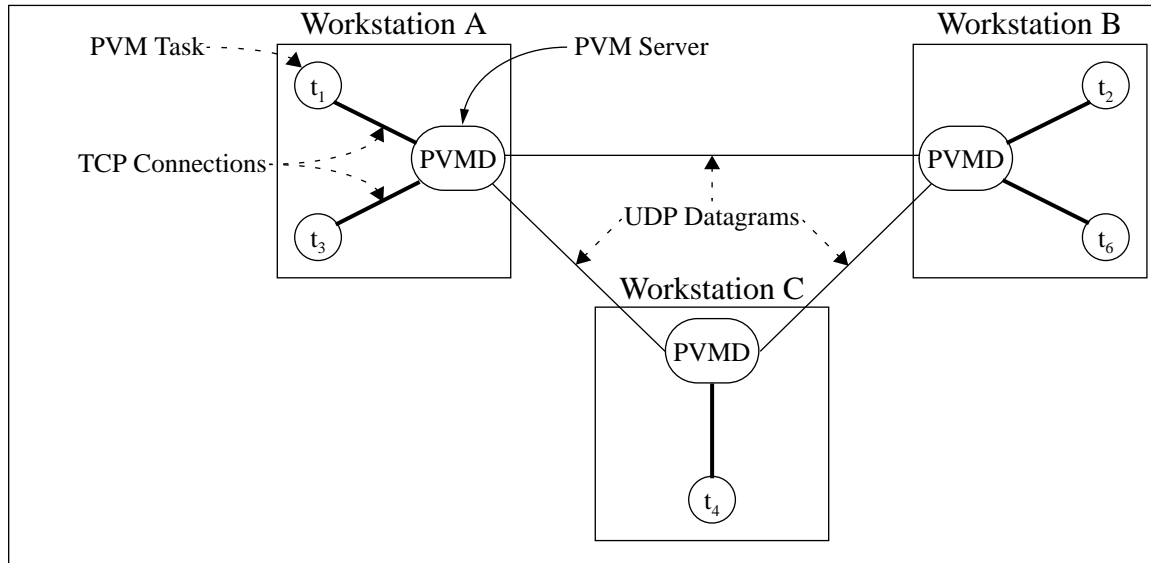 Workstation A
Workstation B
PVM Task
PVM Server
t1
t2
TCP Connections
PVMD
PVMD
UDP Datagrams
t3
t6
Workstation C
PVMD
t4